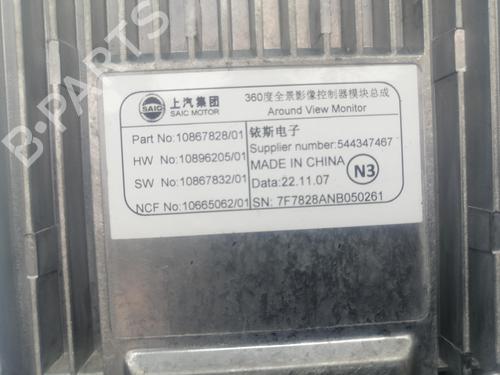 SAIC
上汽集团
SAIC MOTOR
360度全景影像控制器模块总成
Around View Monitor
Part No:10867828/01
HW No:10896205/01
SW No:10867832/01
NCF No:10665062/01
铱斯电子
Supplier number:544347467
MADE IN CHINA
N3
Data:22.11.07
SN: 7F7828ANB050261
B-PARTS